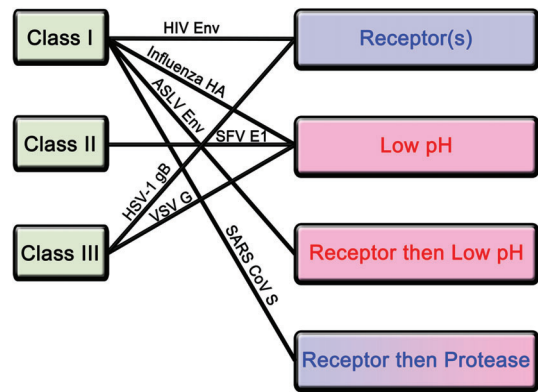 Class I
HIV Env
Receptor(s)
Influenza HA
ASLV Env
Class II
SFV E1
Low pH
HSV-1 gB
VSV G
Class III
SARS CoV S
Receptor then Low pH
Receptor then Protease